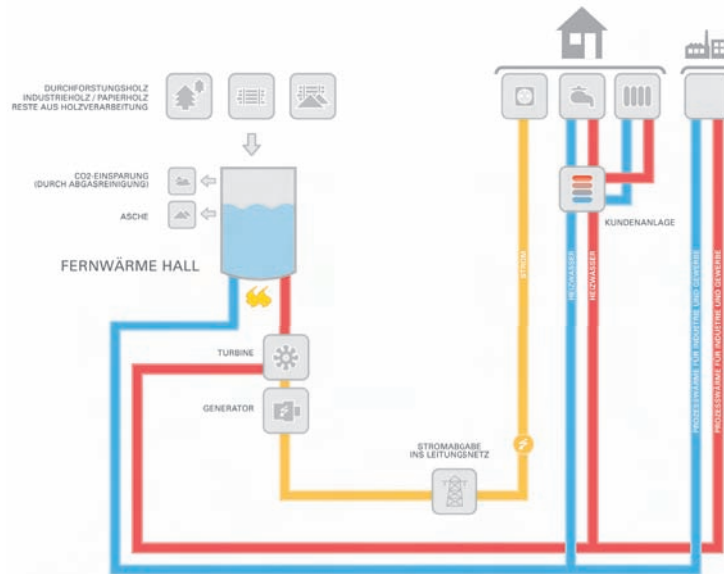 DURCHFORSTUNGSHOLZ
INDUSTRIEHOLZ / PAPIERHOLZ
RESTE AUS HOLZVERARBEITUNG
CO2-EINSPARUNG
(DURCH ABGASREINIGUNG)
ASCHE
FERNWÄRME HALL
TURBINE
GENERATOR
STROMABGABE
INS LEITUNGSNETZ
KUNDENANLAGE
STROM
HEIZWASSER
HEIZWASSER
PROZESSWÄRME FÜR INDUSTRIE UND GEWERBE
PROZESSWÄRME FÜR INDUSTRIE UND GEWERBE